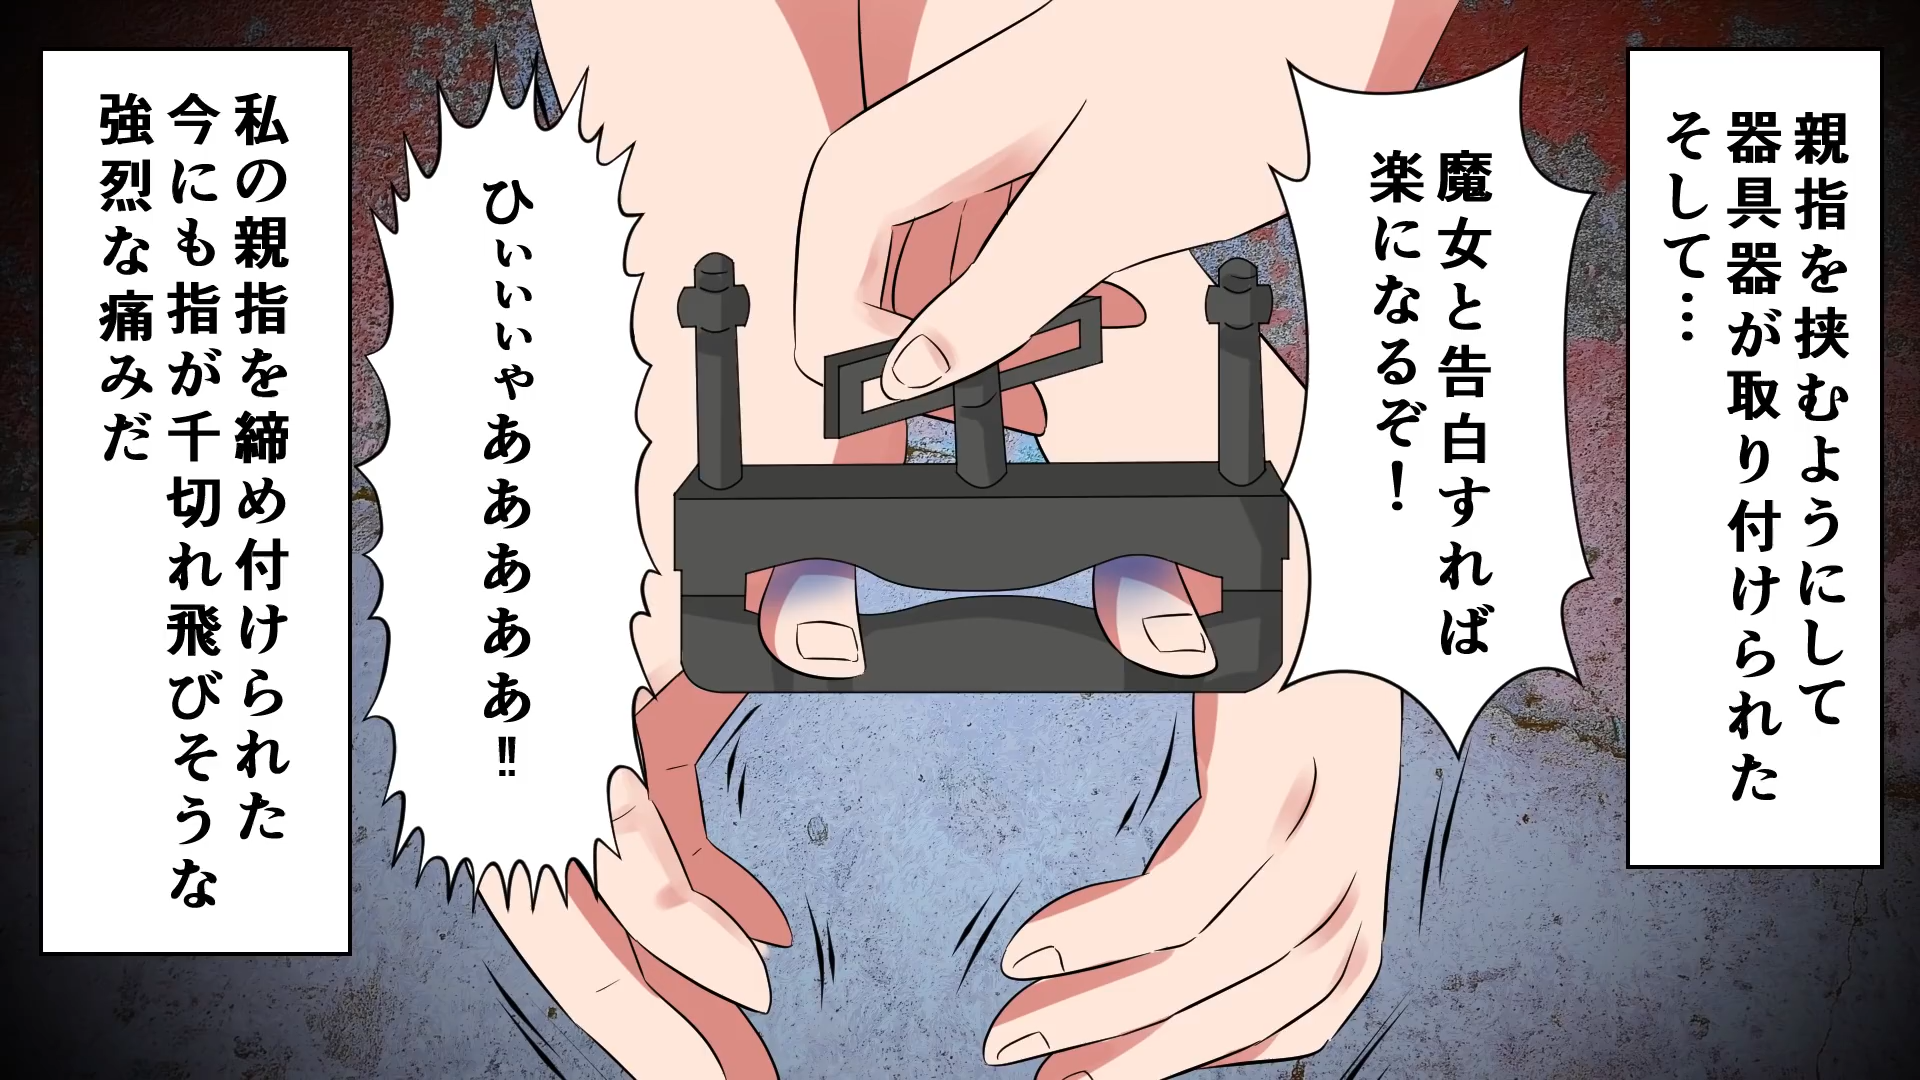 親指を挟むようにして
器具器が取り付けられた
そして…
魔女と告白すれば
楽になるぞ！
ひぃぃぃゃあああああ‼
私の親指を締め付けられた
今にも指が千切れ飛びそうな
強烈な痛みだ